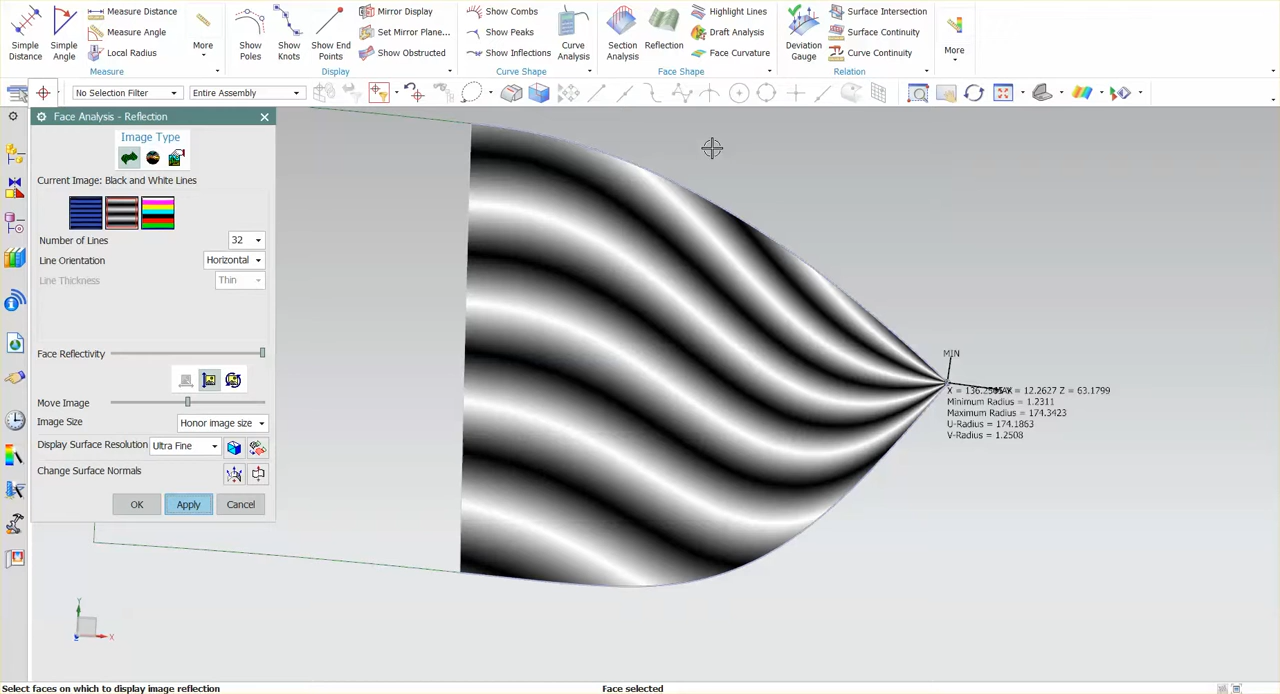 Simple Distance
Simple Angle
Measure Distance
Measure Angle
Local Radius
More
Measure
Show Poles
Show Knots
Show End Points
Mirror Display
Set Mirror Plane...
Show Obstructed
Display
Show Combs
Show Peaks
Show Inflections
Curve Analysis
Curve Shape
Section Analysis
Reflection
Highlight Lines
Draft Analysis
Face Curvature
Face Shape
Deviation Gauge
Surface Intersection
Surface Continuity
Curve Continuity
Relation
More
No Selection Filter
Entire Assembly
Face Analysis - Reflection
Image Type
Current Image: Black and White Lines
Number of Lines 32
Line Orientation Horizontal
Line Thickness Thin
Face Reflectivity
Move Image
Image Size Honor image size
Display Surface Resolution Ultra Fine
Change Surface Normals
OK Apply Cancel
MIN
= 12.2627 Z = 63.1799
Minimum Radius = 1.2311
Maximum Radius = 174.3423
U-Radius = 174.1863
V-Radius = 1.2508
Y
X
Z
Select faces on which to display image reflection
Face selected